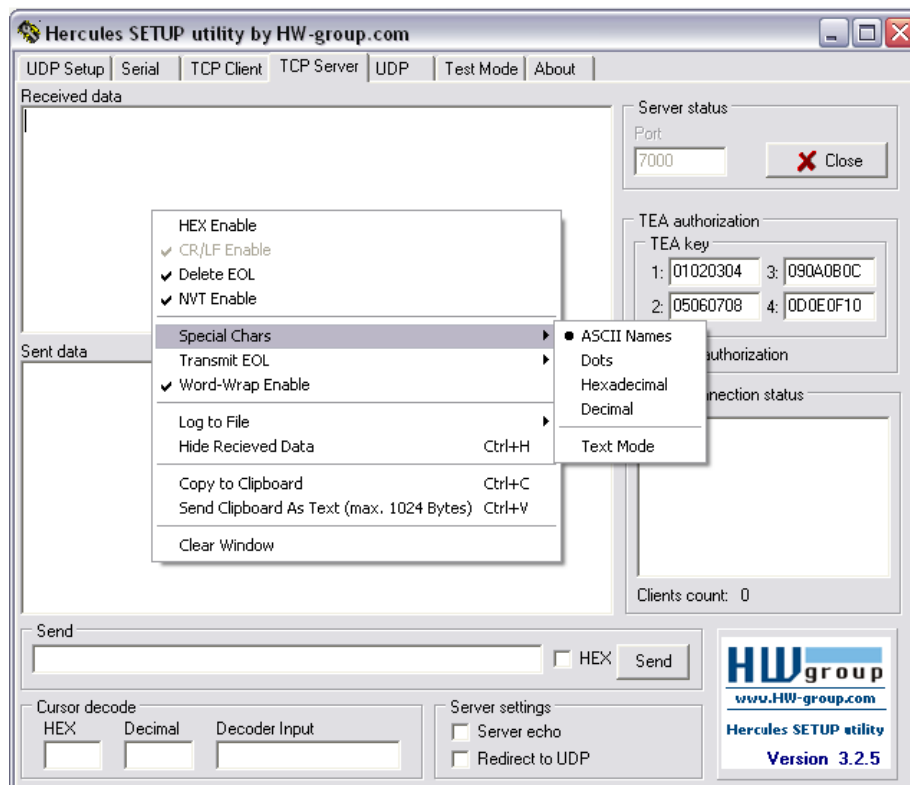 Hercules SETUP utility by HW-group.com
UDP Setup Serial TCP Client TCP Server UDP Test Mode About
Received data
Server status
Port
7000
Close
TEA authorization
TEA key
1: 01020304 3: 090A0B0C
2: 05060708 4: 0D0E0F10
uthorization
nection status
Clients count: 0
HEX Enable
CR/LF Enable
Delete EOL
NVT Enable
Special Chars
Transmit EOL
Word-Wrap Enable
Log to File
Hide Recieved Data Ctrl+H
Copy to Clipboard Ctrl+C
Send Clipboard As Text (max. 1024 Bytes) Ctrl+V
Clear Window
ASCII Names
Dots
Hexadecimal
Decimal
Text Mode
Sent data
Send
HEX Send
Cursor decode
HEX Decimal Decoder Input
Server settings
Server echo
Redirect to UDP
HWgroup
www.HW-group.com
Hercules SETUP utility
Version 3.2.5